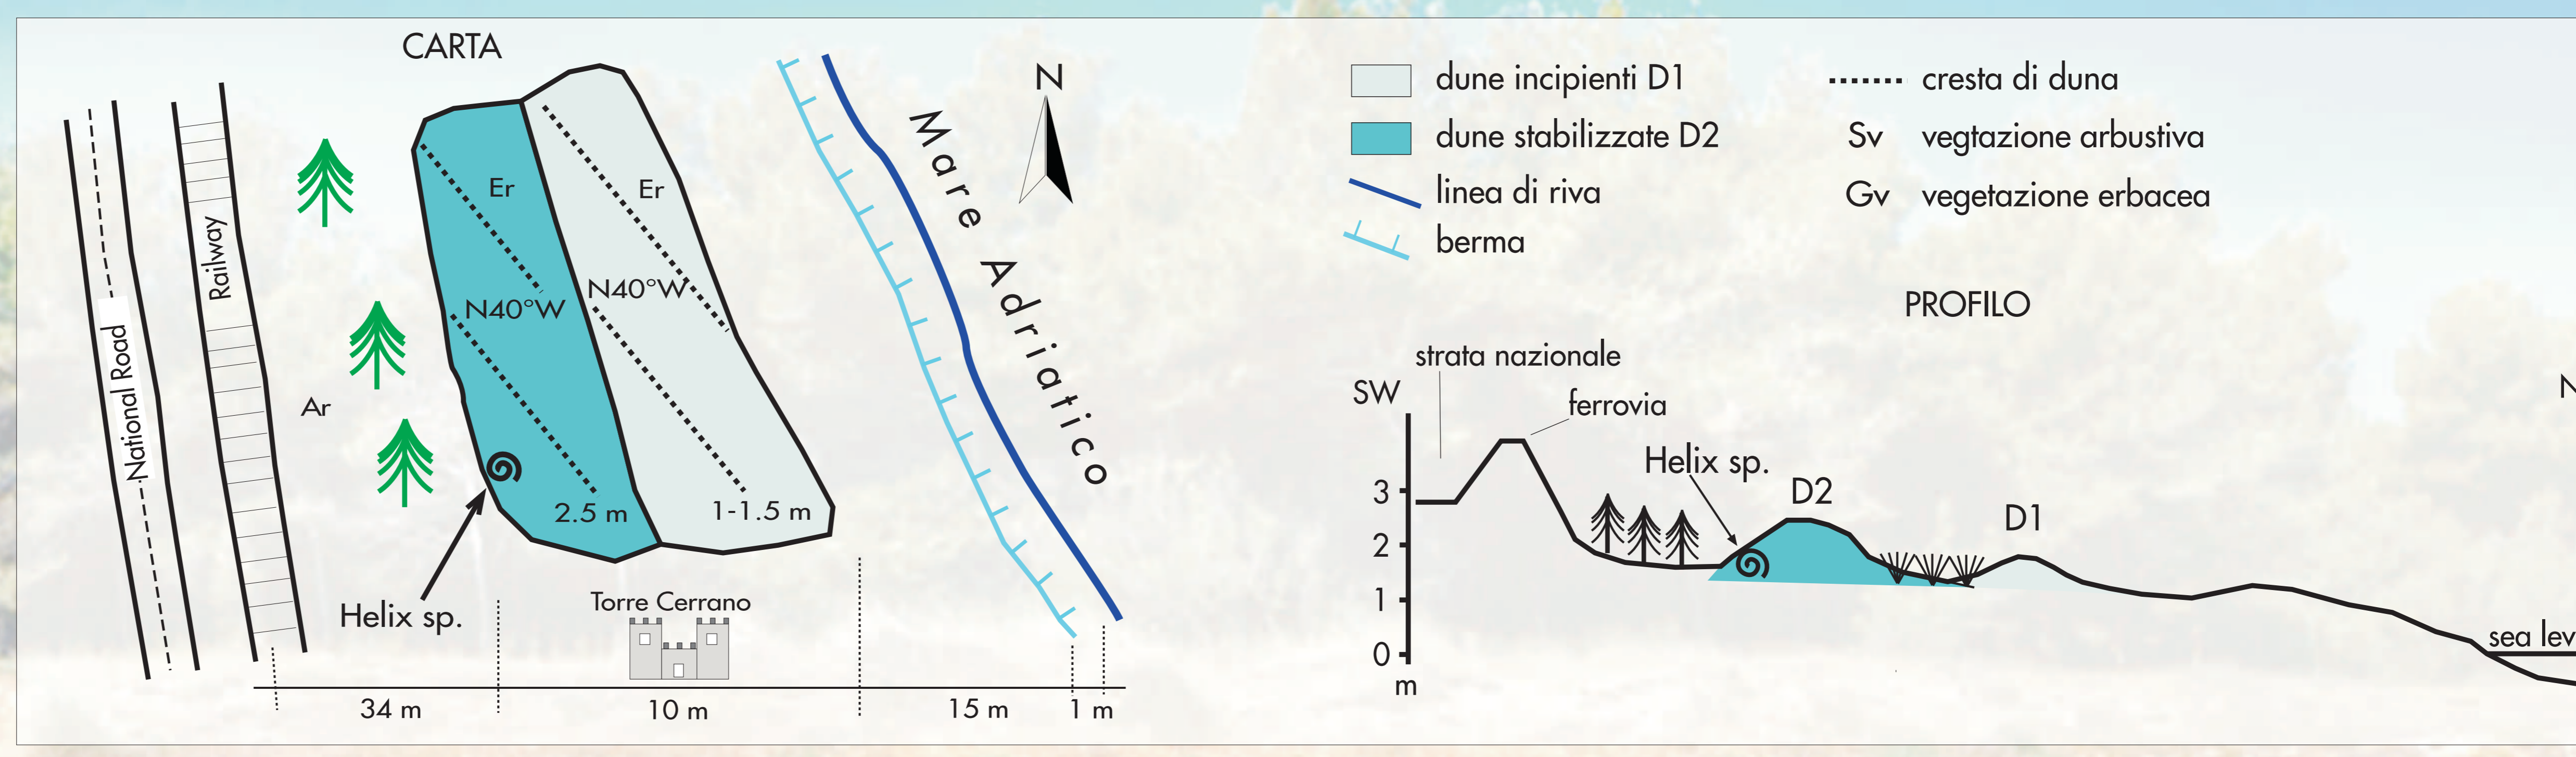 CARTA
N
National Road
Railway
Ar
Er
Er
N40°W
N40°W
2.5 m
1-1.5 m
Helix sp.
Torre Cerrano
Mare Adriatico
34 m
10 m
15 m
1 m
dune incipienti D1
dune stabilizzate D2
linea di riva
berma
cresta di duna
Sv vegtazione arbustiva
Gv vegetazione erbacea
PROFILO
strata nazionale
SW
ferrovia
Helix sp.
D2
D1
3
2
1
0
m
sea lev